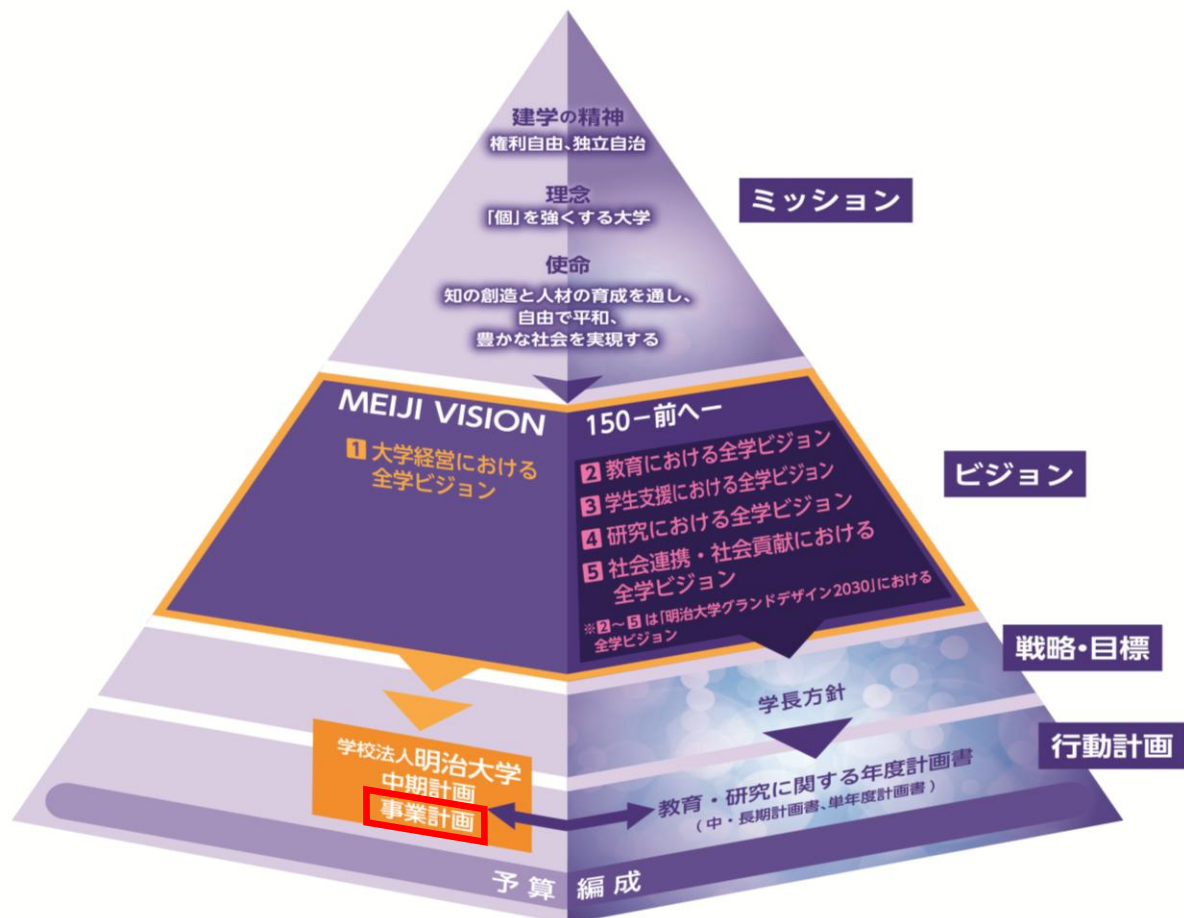 建学の精神
権利自由、独立自治
理念
「個」を強くする大学
使命
知の創造と人材の育成を通し、
自由で平和、
豊かな社会を実現する
ミッション
MEIJI VISION 150ー前へー
1 大学経営における
全学ビジョン
2 教育における全学ビジョン
3 学生支援における全学ビジョン
4 研究における全学ビジョン
5 社会連携・社会貢献における
全学ビジョン
※2〜5は「明治大学グランドデザイン2030」における
全学ビジョン
ビジョン
戦略・目標
学長方針
行動計画
学校法人明治大学
中期計画
事業計画
教育・研究に関する年度計画書
(中・長期計画書、単年度計画書)
予算編成